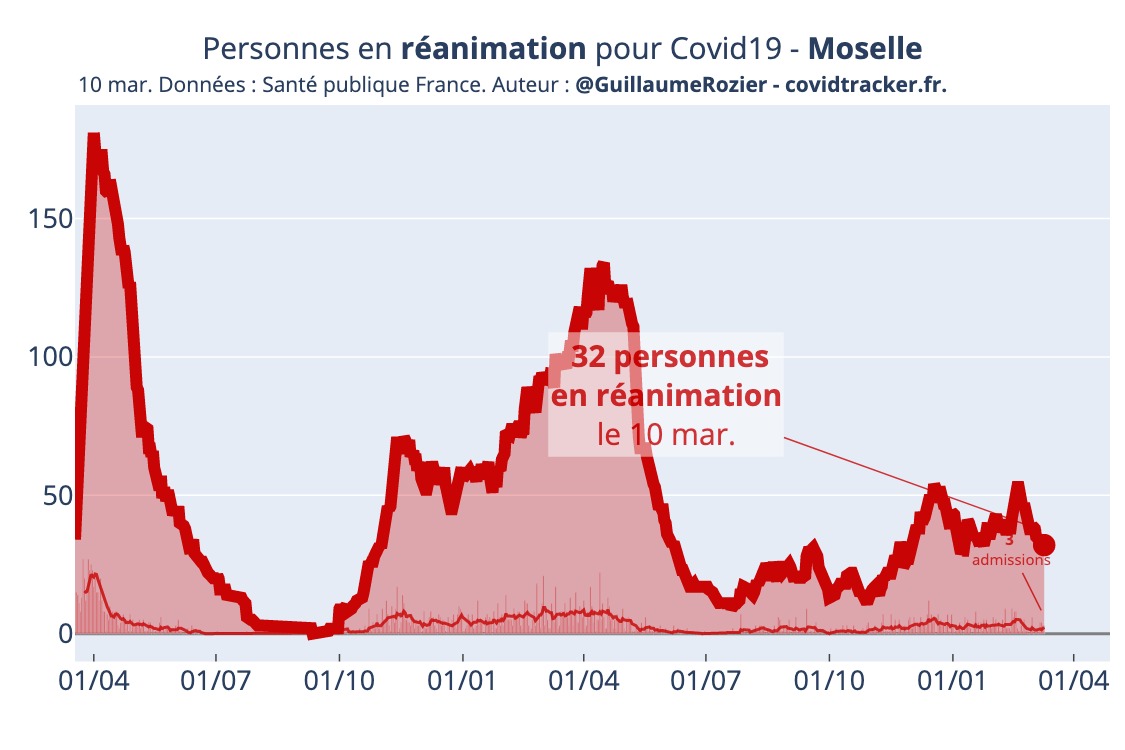 Personnes en réanimation pour Covid19 - Moselle
10 mar. Données : Santé publique France. Auteur : @GuillaumeRozier - covidtracker.fr.
150
100
50
0
32 personnes
en réanimation
le 10 mar.
3
admissions
01/04 01/07 01/10 01/01 01/04 01/07 01/10 01/01 01/04